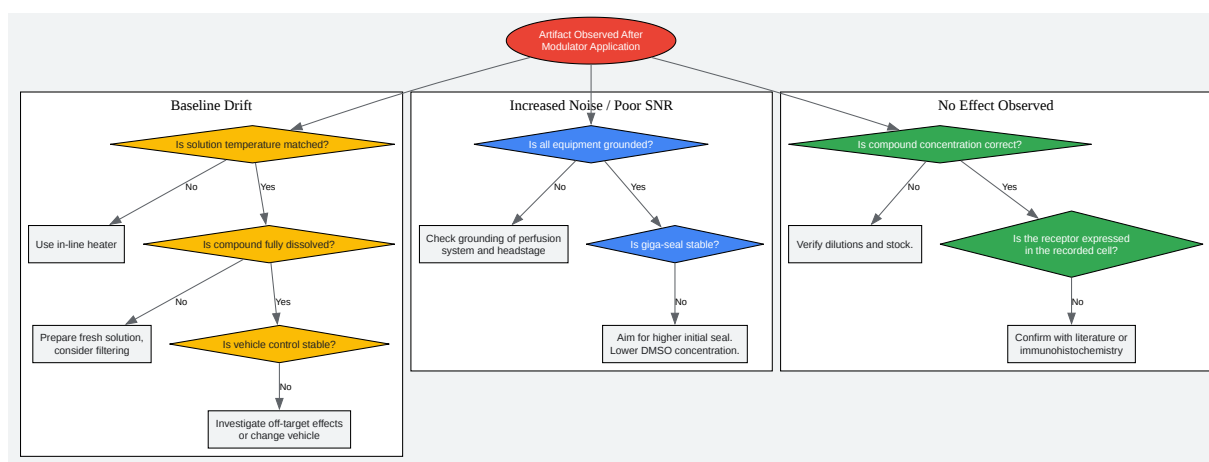 Artifact Observed After
Modulator Application
Baseline Drift
Is solution temperature matched?
No
Yes
Use in-line heater
Is compound fully dissolved?
No
Yes
Prepare fresh solution,
consider filtering
Is vehicle control stable?
No
Investigate off-target effects
or change vehicle
Increased Noise / Poor SNR
Is all equipment grounded?
No
Yes
Check grounding of perfusion
system and headstage
Is giga-seal stable?
No
Aim for higher initial seal.
Lower DMSO concentration.
No Effect Observed
Is compound concentration correct?
No
Yes
Verify dilutions and stock.
Is the receptor expressed
in the recorded cell?
No
Confirm with literature or
immunohistochemistry